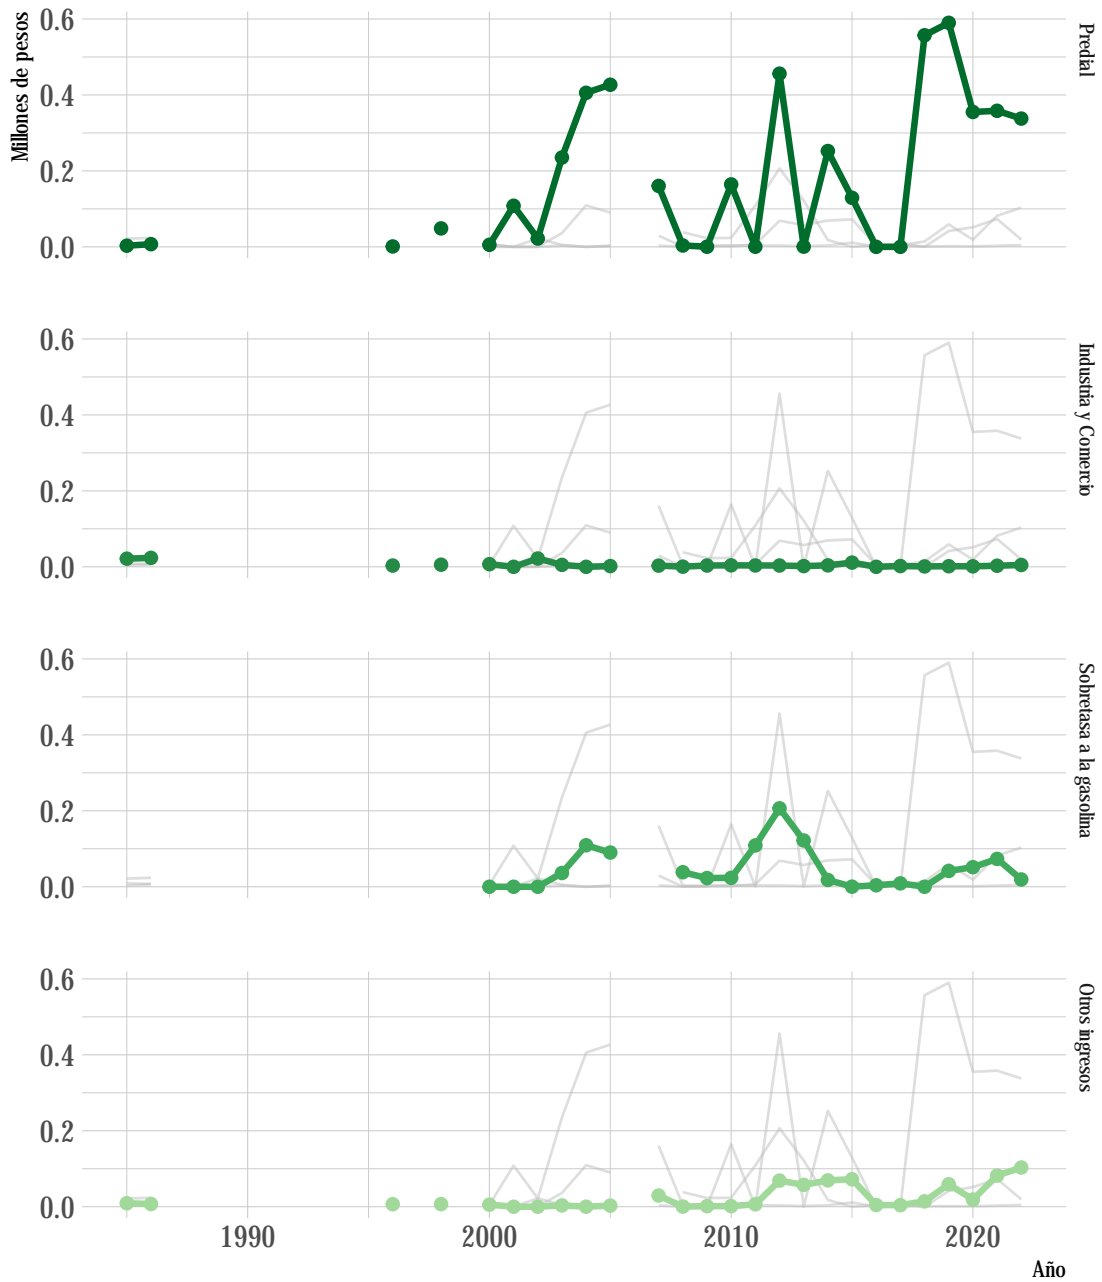 Millones de pesos
0.6
0.4
0.2
0.0
Predial
0.6
0.4
0.2
0.0
Industria y Comercio
0.6
0.4
0.2
0.0
Sobretasa a la gasolina
0.6
0.4
0.2
0.0
Otros ingresos
1990 2000 2010 2020
Año